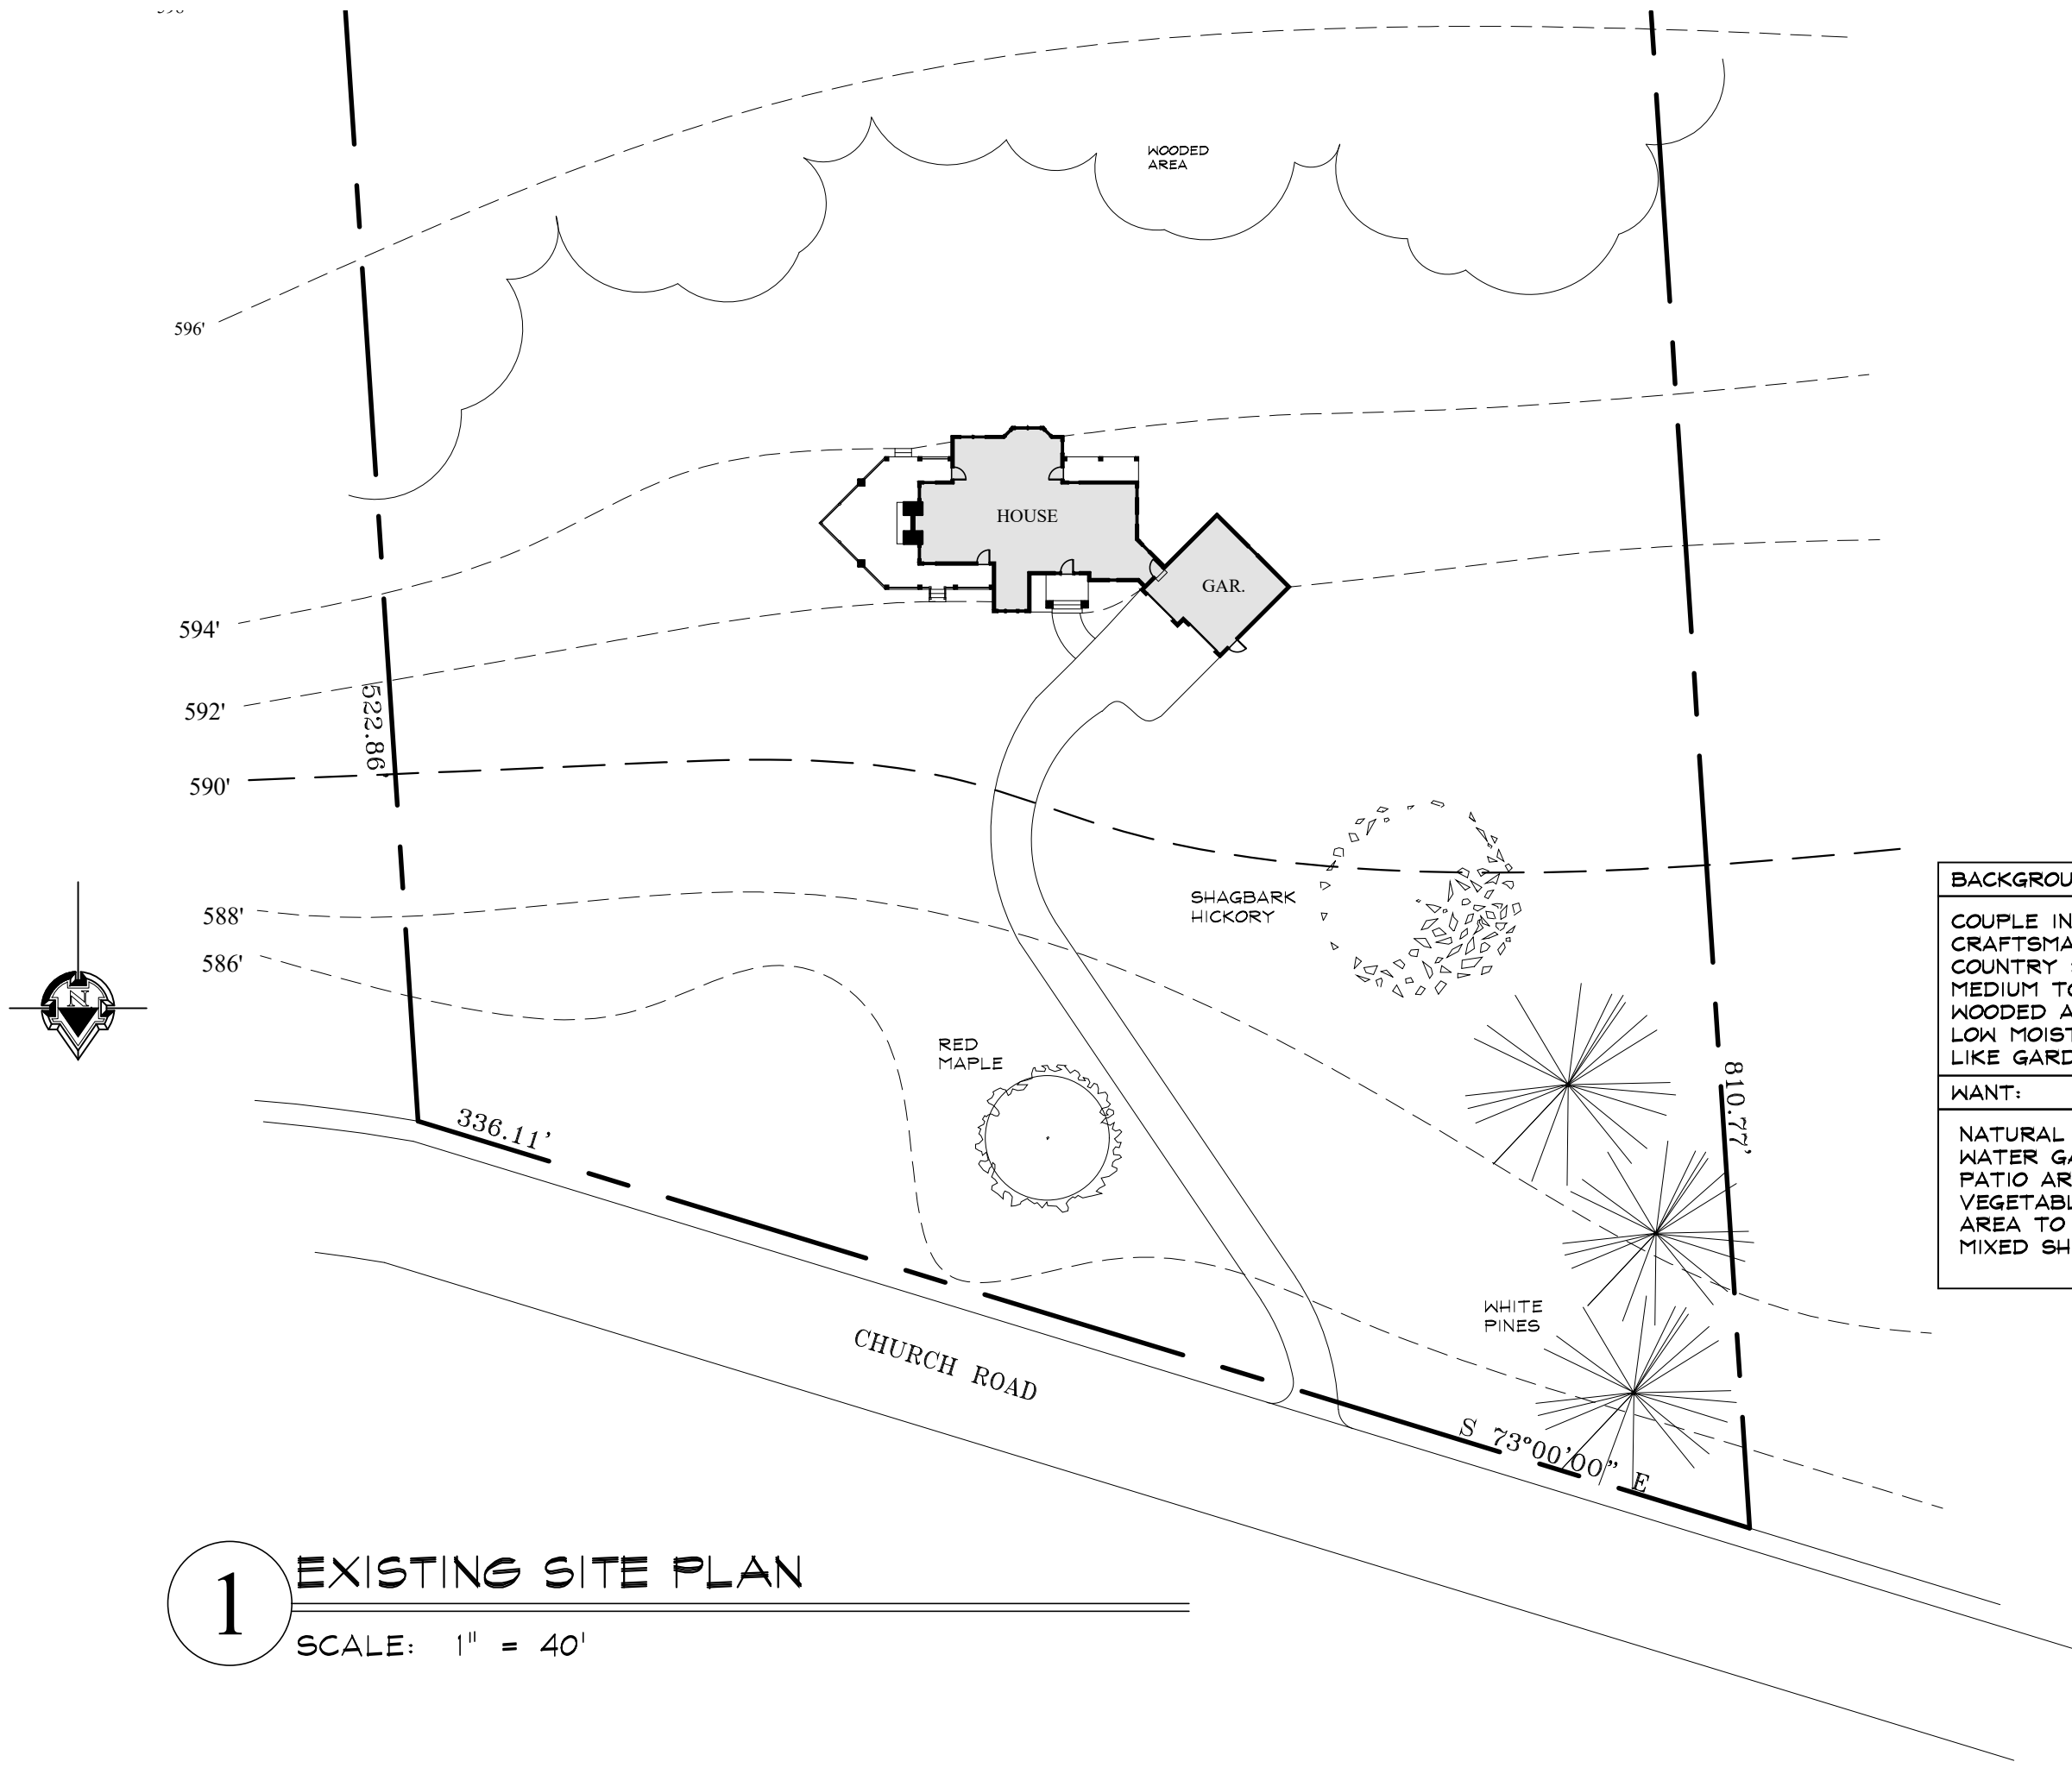 WOODED
AREA
596'
HOUSE
GAR.
594'
592'
522.86'
590'
588'
586'
SHAGBARK
HICKORY
N
RED
MAPLE
336.11'
810.77'
WHITE
PINES
CHURCH ROAD
S 73°00'00" E
BACKGROU
COUPLE IN
CRAFTSMA
COUNTRY
MEDIUM TO
WOODED A
LOW MOIST
LIKE GARD
WANT:
NATURAL
WATER GA
PATIO AR
VEGETABL
AREA TO
MIXED SH
1
EXISTING SITE PLAN
SCALE: 1" = 40'